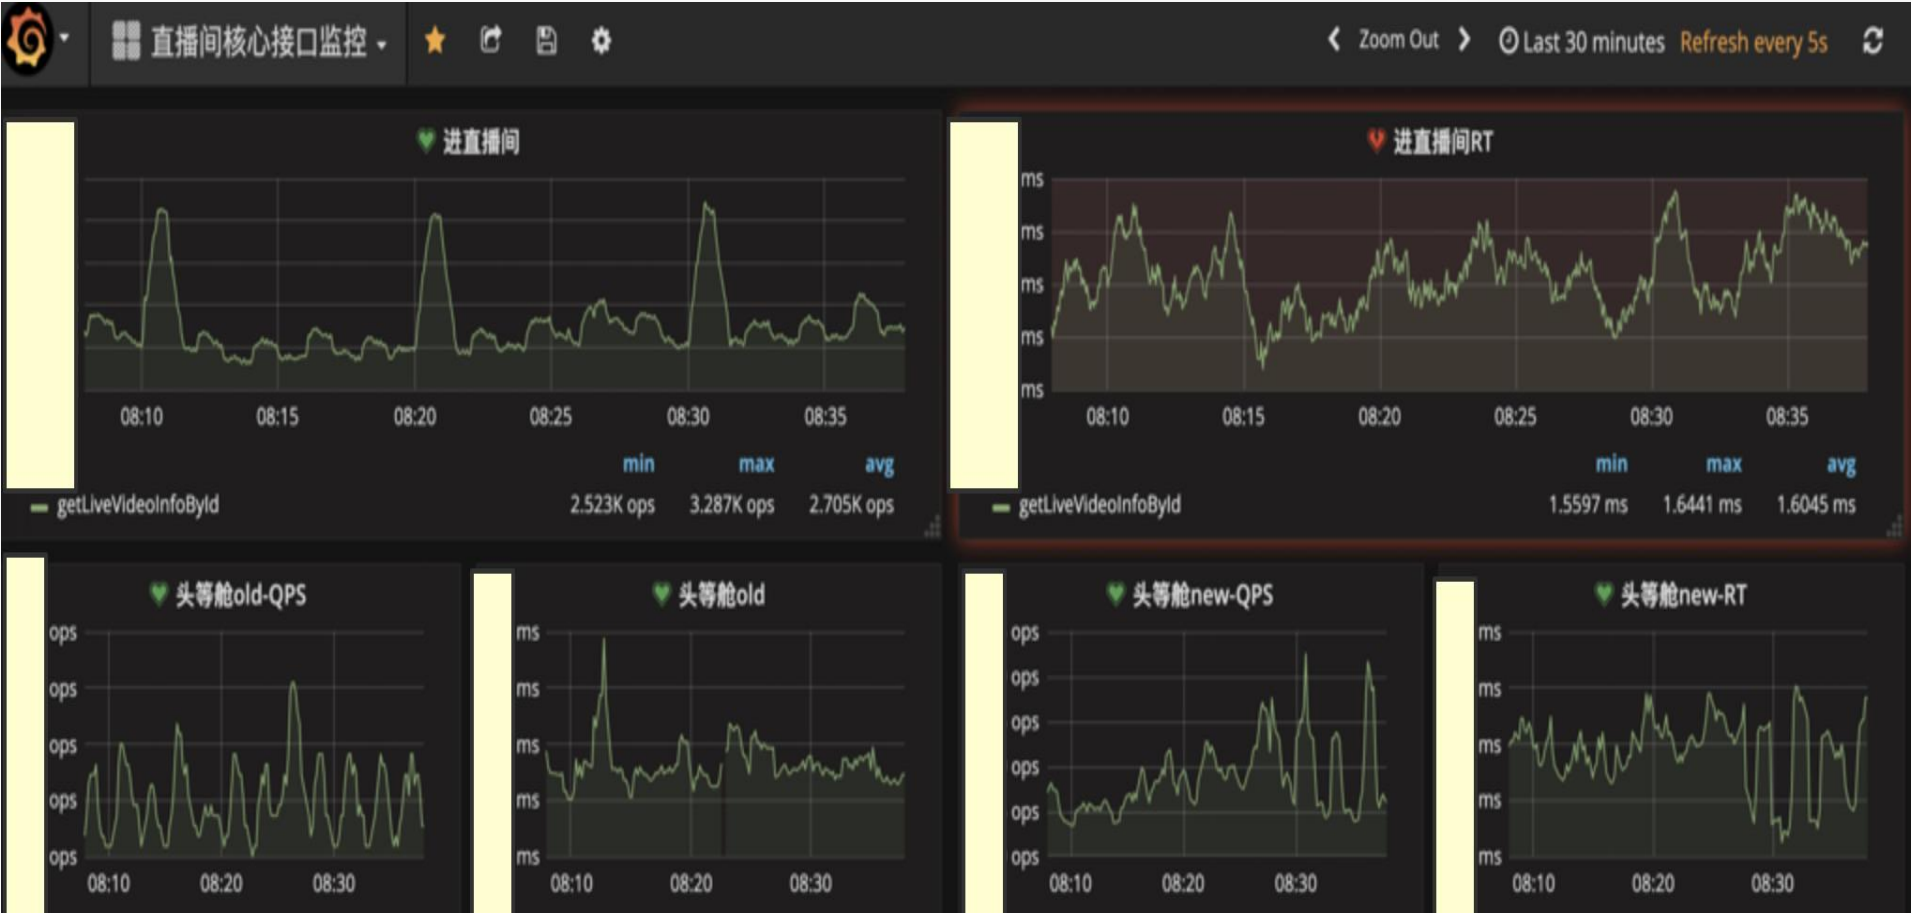 直播间核心接口监控
Zoom Out
Last 30 minutes
Refresh every 5s
进直播间
08:10 08:15 08:20 08:25 08:30 08:35
min max avg
getLiveVideoInfoById 2.523K ops 3.287K ops 2.705K ops
进直播间RT
ms
ms
ms
ms
ms
08:10 08:15 08:20 08:25 08:30 08:35
min max avg
getLiveVideoInfoById 1.5597 ms 1.6441 ms 1.6045 ms
头等舱old-QPS
ops
ops
ops
ops
ops
08:10 08:20 08:30
头等舱old
ms
ms
ms
ms
ms
08:10 08:20 08:30
头等舱new-QPS
ops
ops
ops
ops
ops
ops
08:10 08:20 08:30
头等舱new-RT
ms
ms
ms
ms
ms
08:10 08:20 08:30